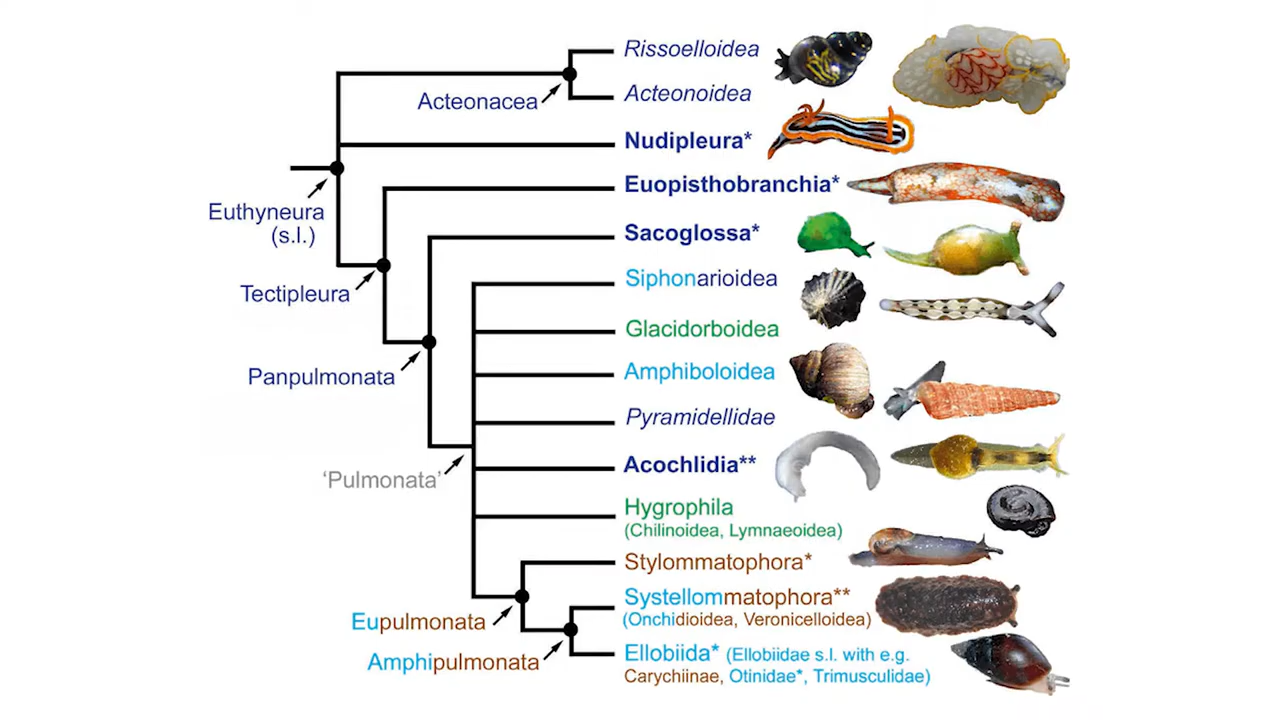 Rissoelloidea
Acteonacea
Acteonoidea
Nudipleura*
Euopisthobranchia*
Euthyneura
(s.l.)
Sacoglossa*
Tectipleura
Siphonarioidea
Glacidorboidea
Panpulmonata
Amphiboloidea
Pyramidellidae
'Pulmonata'
Acochlidia**
Hygrophila
(Chilinoidea, Lymnaeoidea)
Stylommatophora*
Eupulmonata
Systellommatophora**
(Onchidioidea, Veronicelloidea)
Amphipulmonata
Ellobiida* (Ellobiidae s.l. with e.g.
Carychiinae, Otinidae*, Trimusculidae)